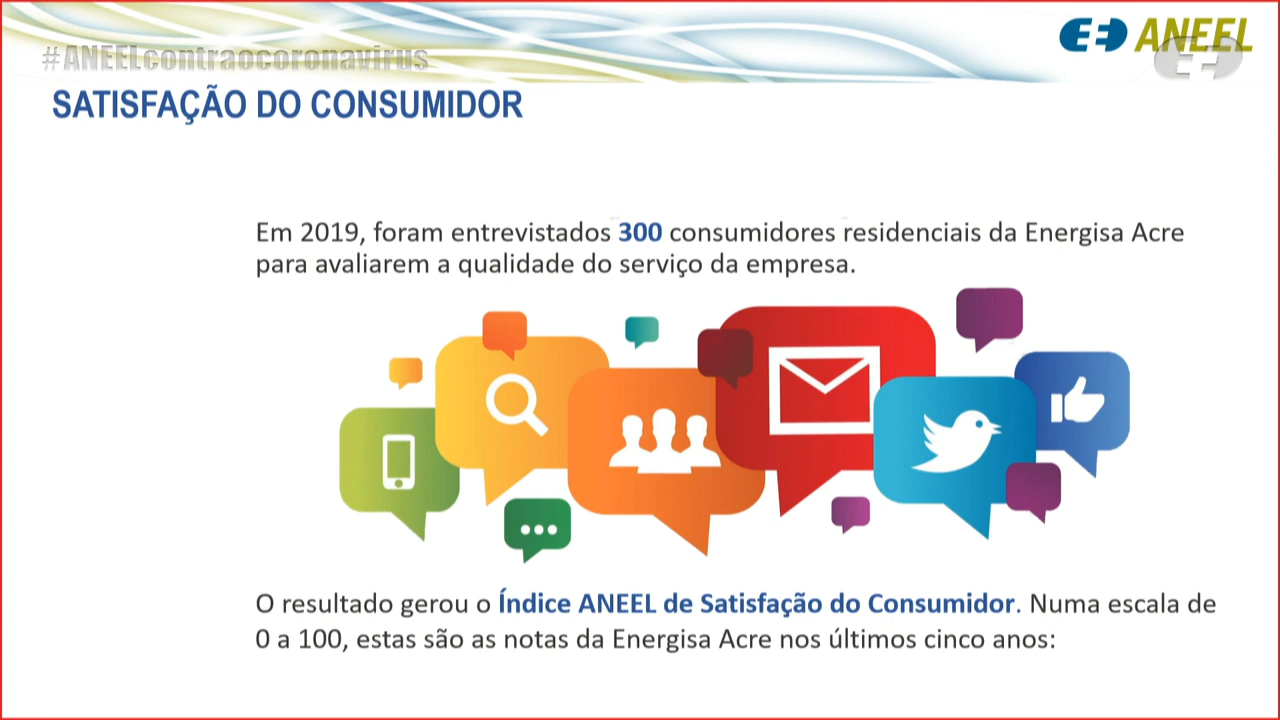 ANEEL
#ANEELcontraocoronavirus
SATISFAÇÃO DO CONSUMIDOR
Em 2019, foram entrevistados 300 consumidores residenciais da Energisa Acre
para avaliarem a qualidade do serviço da empresa.
O resultado gerou o Índice ANEEL de Satisfação do Consumidor. Numa escala de
0 a 100, estas são as notas da Energisa Acre nos últimos cinco anos: